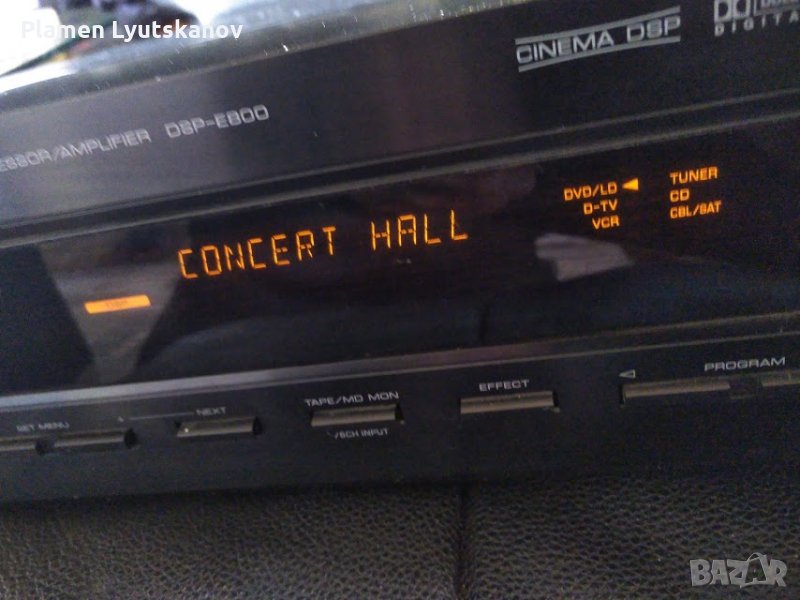 Plamen Lyutskanov
CINEMA DSP
DIGITAL
ESSOR/AMPLIFIER DSP-E800
CONCERT HALL
DVD/LD
D-TV
VCR
TUNER
CD
CBL/SAT
SET MENU
NEXT
TAPE/MD MON
/6CH INPUT
EFFECT
PROGRAM
BAZAR